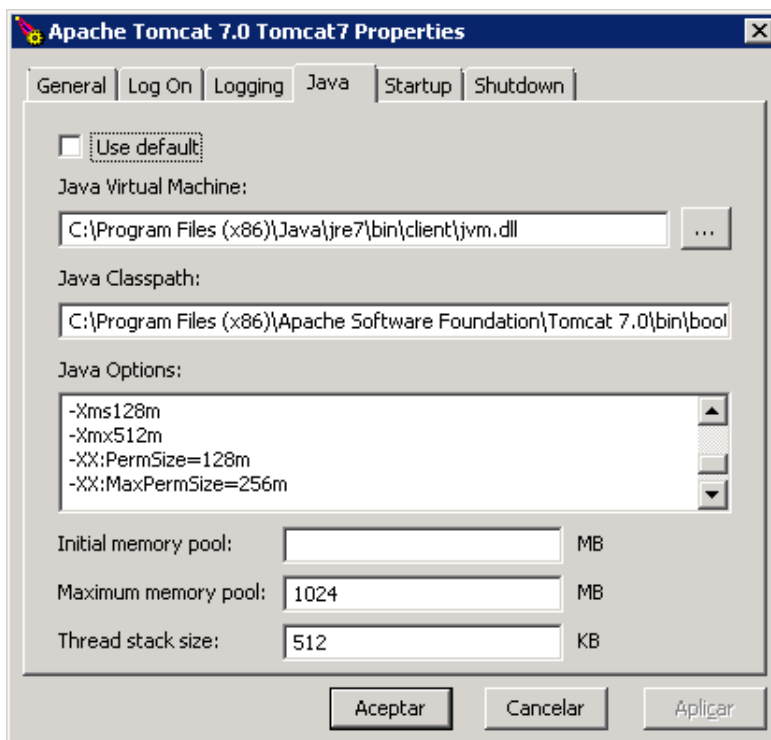 Apache Tomcat 7.0 Tomcat7 Properties
General Log On Logging Java Startup Shutdown
Use default
Java Virtual Machine:
C:\Program Files (x86)\Java\jre7\bin\client\jvm.dll ...
Java Classpath:
C:\Program Files (x86)\Apache Software Foundation\Tomcat 7.0\bin\boot
Java Options:
-Xms128m
-Xmx512m
-XX:PermSize=128m
-XX:MaxPermSize=256m
Initial memory pool: MB
Maximum memory pool: 1024 MB
Thread stack size: 512 KB
Aceptar Cancelar Aplicar